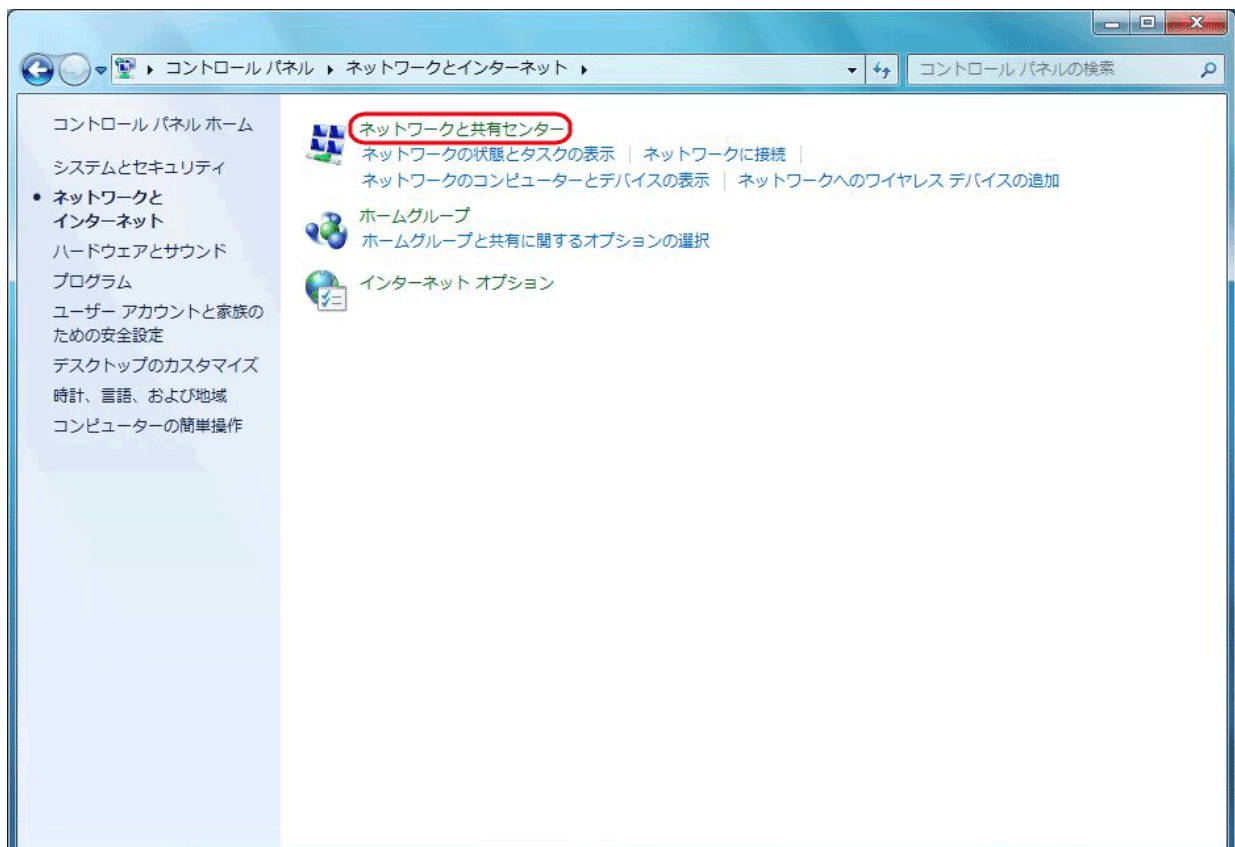 コントロール パネル ネットワークとインターネット
コントロール パネルの検索
コントロール パネル ホーム
システムとセキュリティ
ネットワークと
インターネット
ハードウェアとサウンド
プログラム
ユーザー アカウントと家族の
ための安全設定
デスクトップのカスタマイズ
時計、言語、および地域
コンピューターの簡単操作
ネットワークと共有センター
ネットワークの状態とタスクの表示 | ネットワークに接続 |
ネットワークのコンピューターとデバイスの表示 | ネットワークへのワイヤレス デバイスの追加
ホームグループ
ホームグループと共有に関するオプションの選択
インターネット オプション